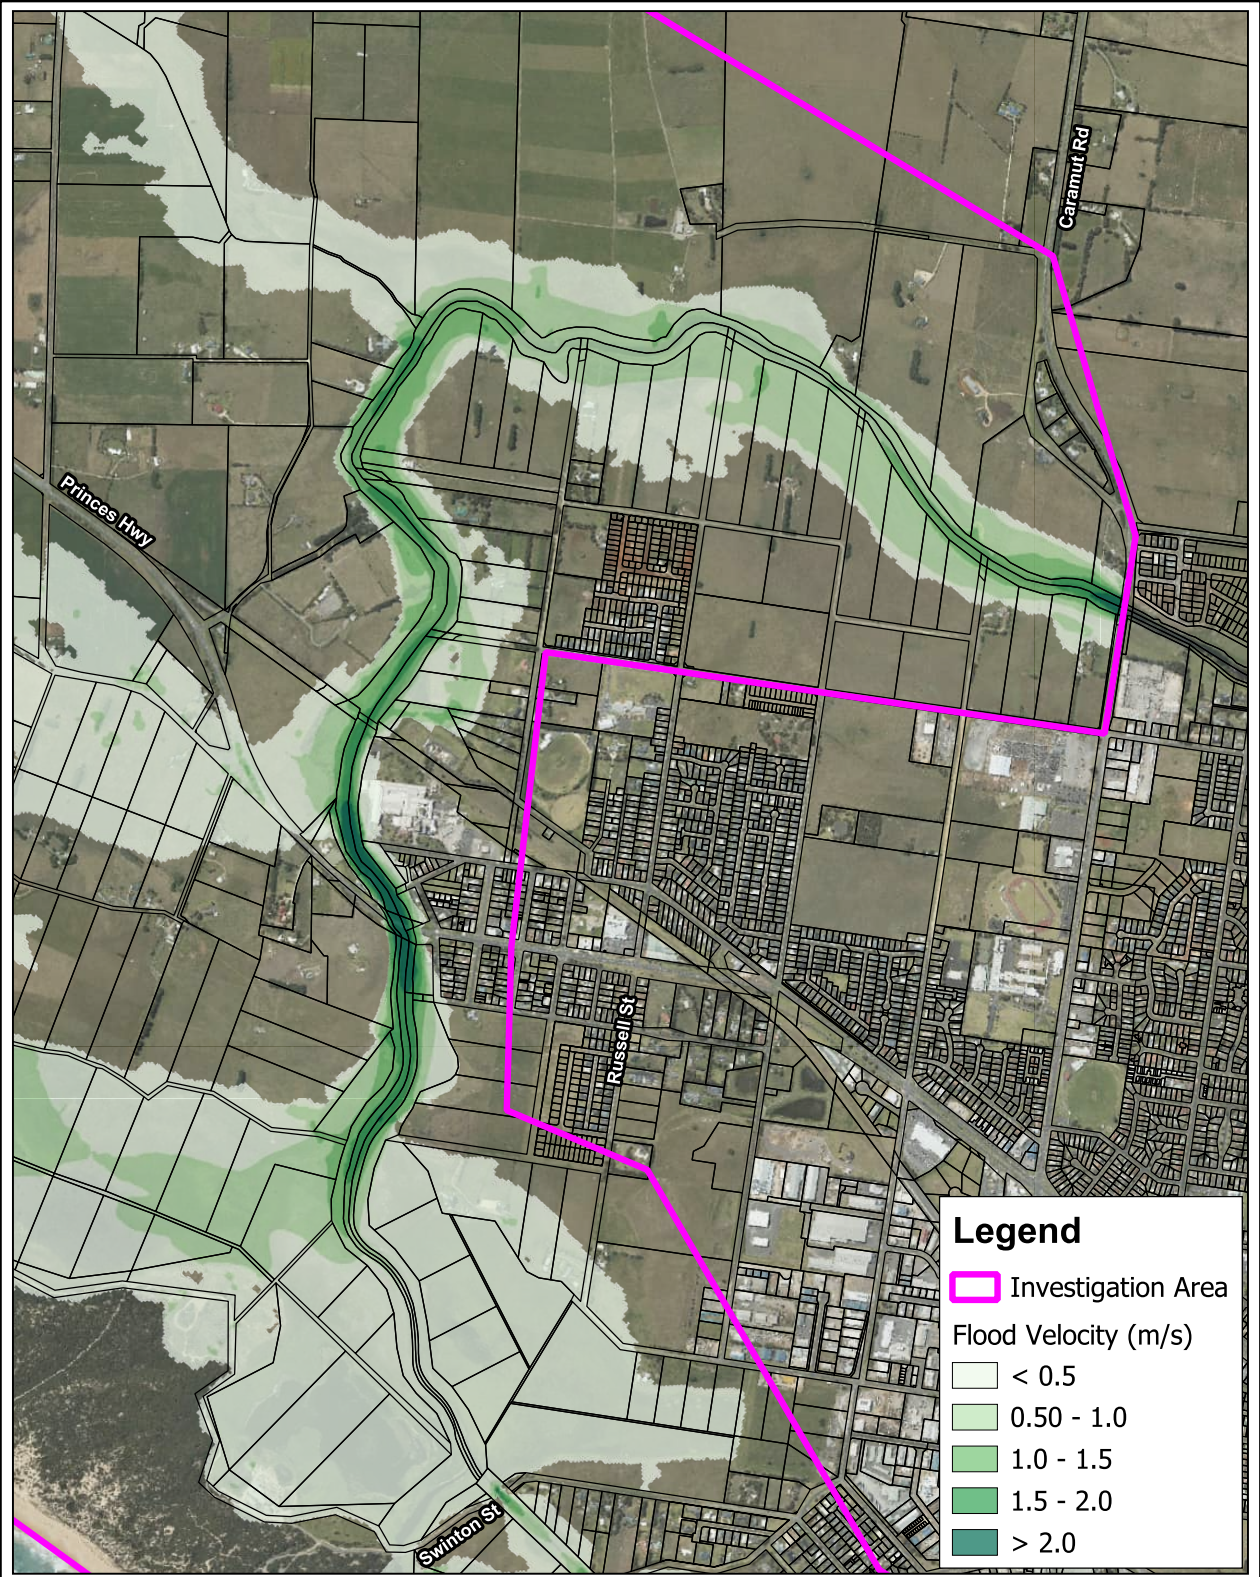 Caramut Rd
Princes Hwy
Russell St
Swinton St
Legend
Investigation Area
Flood Velocity (m/s)
< 0.5
0.50 - 1.0
1.0 - 1.5
1.5 - 2.0
> 2.0